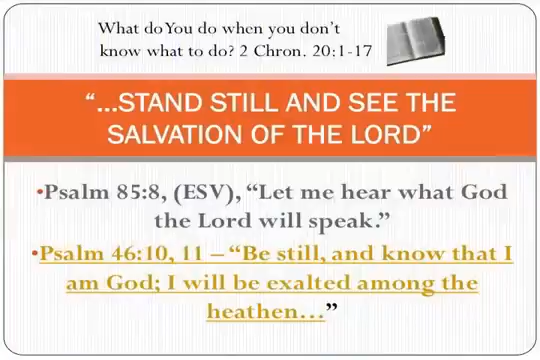 What do You do when you don't
know what to do? 2 Chron. 20:1-17
“...STAND STILL AND SEE THE
SALVATION OF THE LORD”
•Psalm 85:8, (ESV), “Let me hear what God
the Lord will speak.”
•Psalm 46:10, 11 – “Be still, and know that I
am God; I will be exalted among the
heathen...”